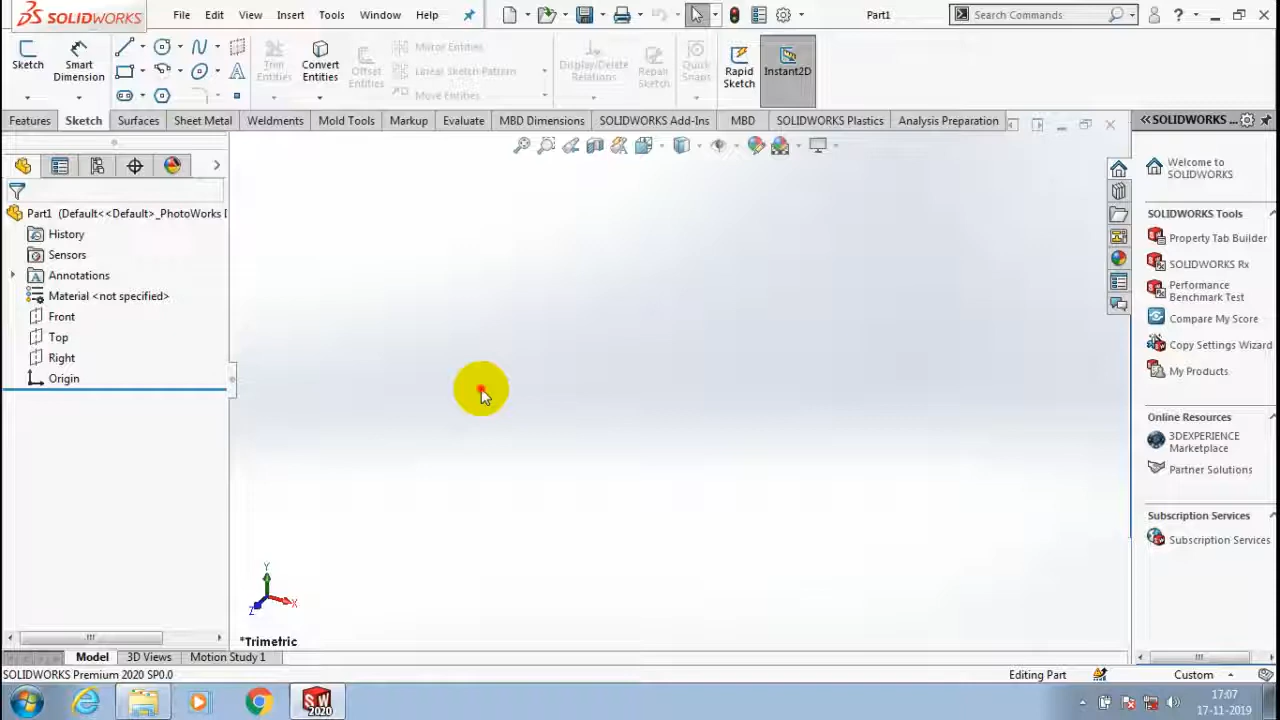 SOLIDWORKS File Edit View Insert Tools Window Help Part1 Search Commands ?
Sketch Smart Dimension Trim Entities Convert Entities Offset Entities Mirror Entities Linear Sketch Pattern Move Entities Display/Delete Relations Repair Sketch Quick Snaps Rapid Sketch Instant2D
Features Sketch Surfaces Sheet Metal Weldments Mold Tools Markup Evaluate MBD Dimensions SOLIDWORKS Add-Ins MBD SOLIDWORKS Plastics Analysis Preparation
Part1 (Default<<Default>_PhotoWorks
History
Sensors
Annotations
Material <not specified>
Front
Top
Right
Origin
Y
X
Z
*Trimetric
SOLIDWORKS ...
Welcome to
SOLIDWORKS
SOLIDWORKS Tools
Property Tab Builder
SOLIDWORKS Rx
Performance
Benchmark Test
Compare My Score
Copy Settings Wizard
My Products
Online Resources
3DEXPERIENCE
Marketplace
Partner Solutions
Subscription Services
Subscription Services
Model 3D Views Motion Study 1
SOLIDWORKS Premium 2020 SP0.0 Editing Part Custom
SW 2020
17:07
17-11-2019